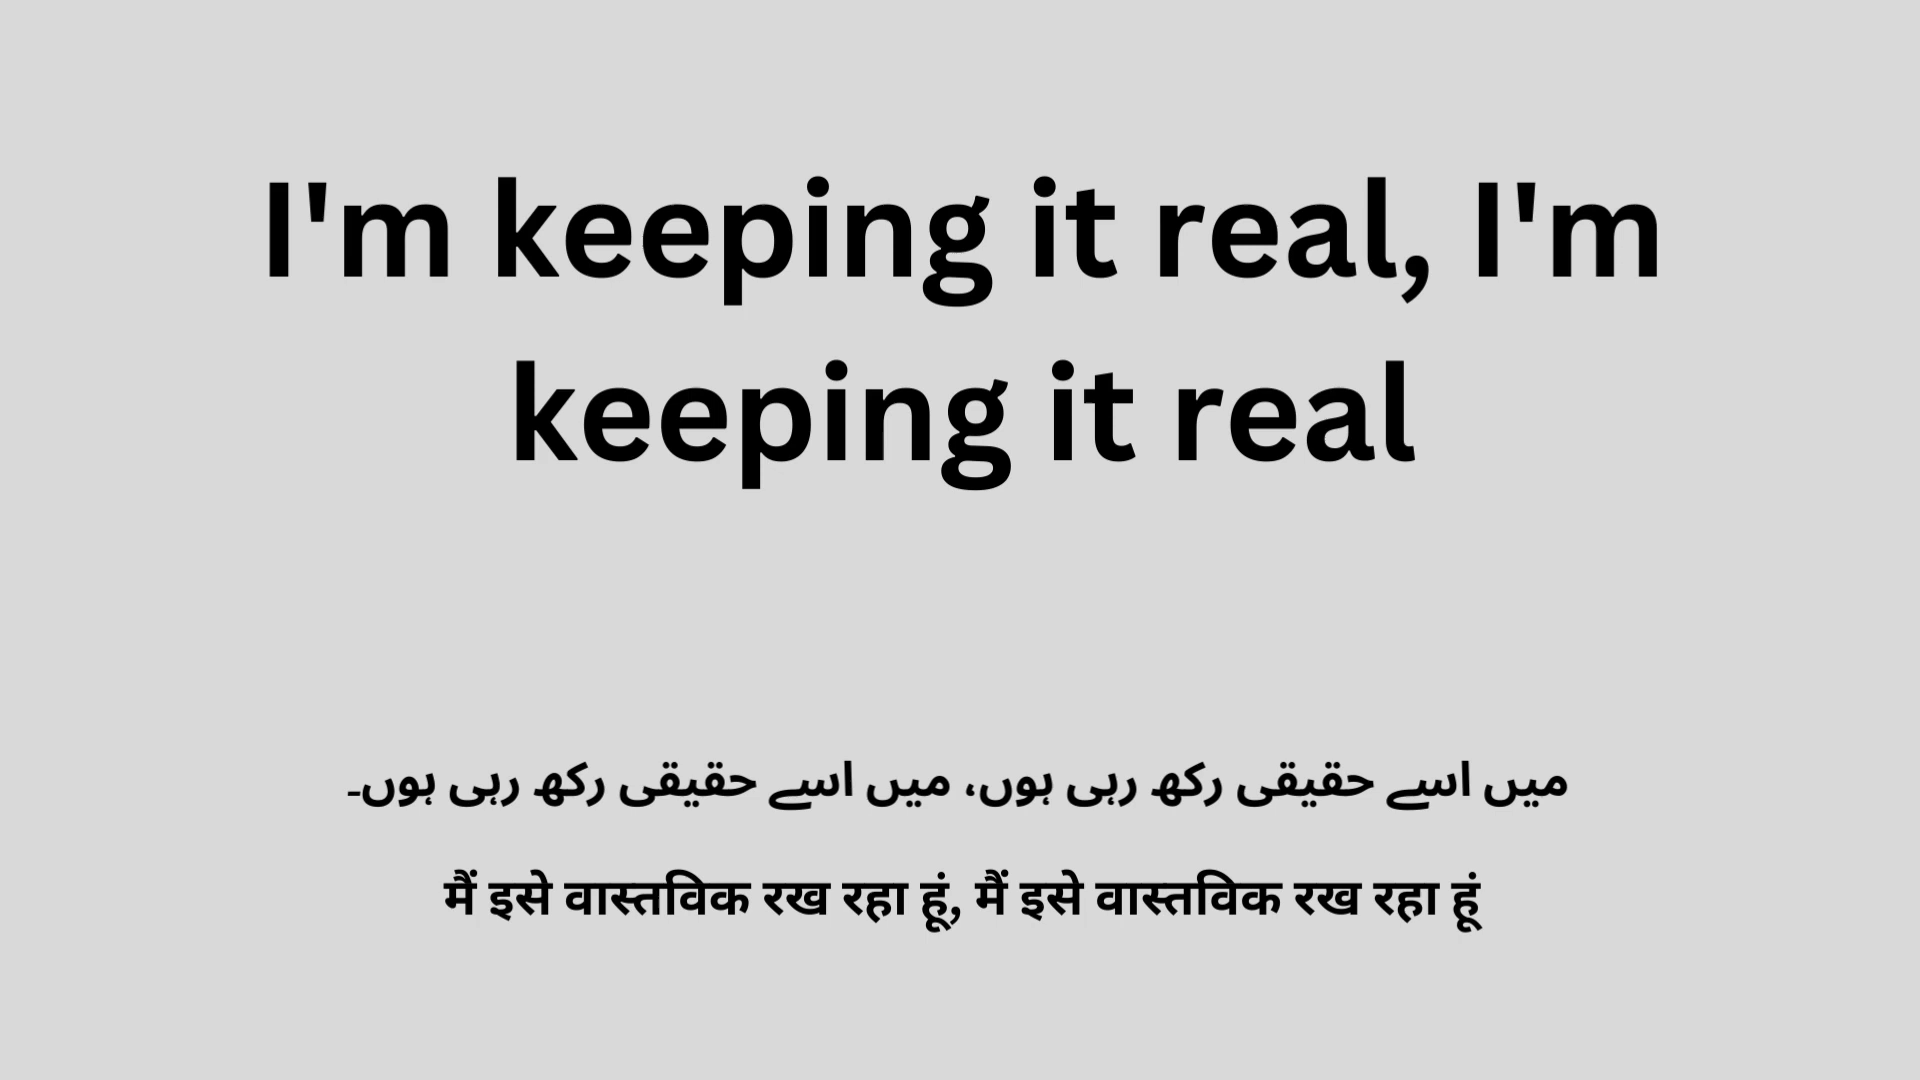 I'm keeping it real, I'm
keeping it real
میں اسے حقیقی رکھ رہی ہوں، میں اسے حقیقی رکھ رہی ہوں۔
मैं इसे वास्तविक रख रहा हूं, मैं इसे वास्तविक रख रहा हूं